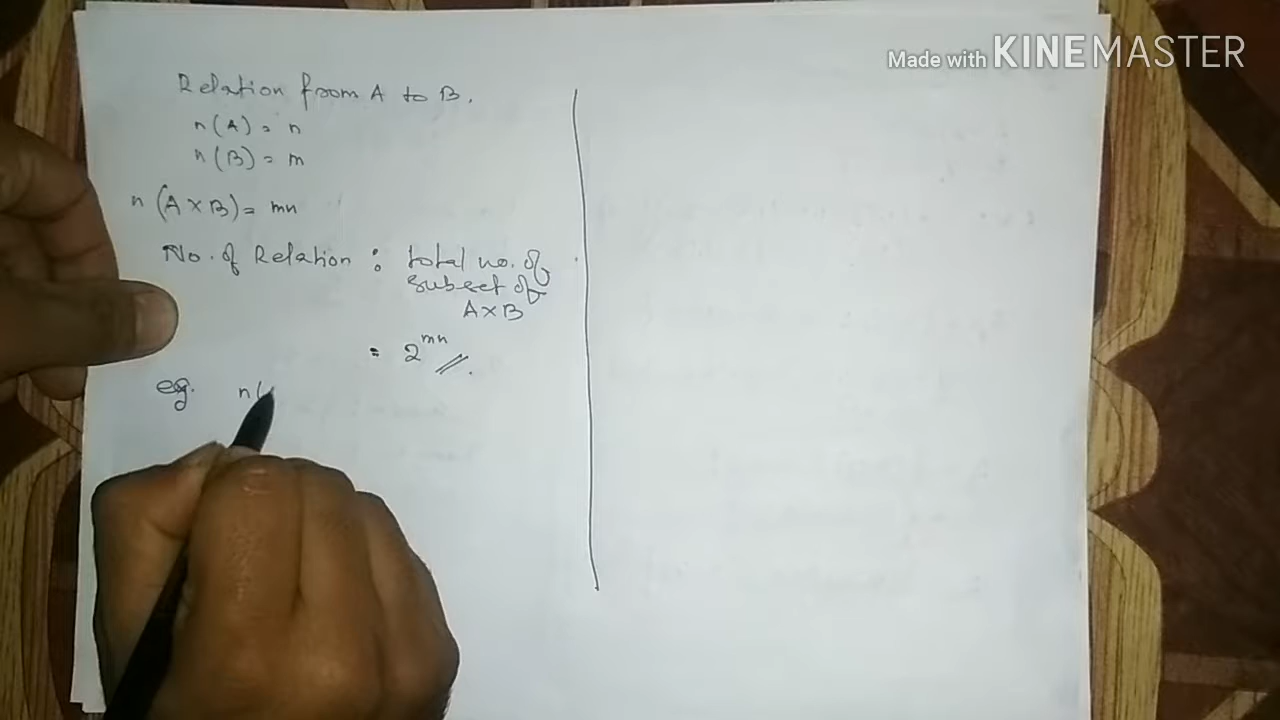 Made with KINEMASTER
Relation from A to B.
n(A) = n
n(B) = m
n(A×B) = mn
No. of Relation : total no. of
subset of
A×B
= 2^mn //.
eg. n(